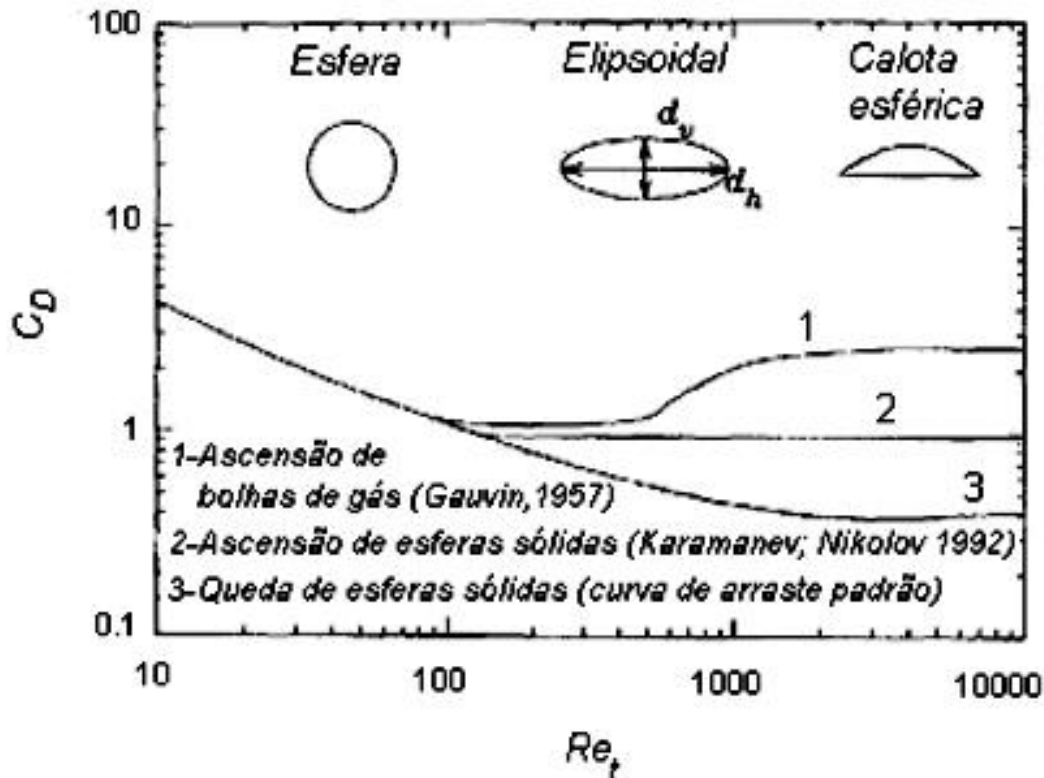 100
10
1
0.1
C_D
Esfera
Elipsoidal
Calota
esférica
d_v
d_h
1
2
3
1-Ascensão de
bolhas de gás (Gauvin,1957)
2-Ascensão de esferas sólidas (Karamanev; Nikolov 1992)
3-Queda de esferas sólidas (curva de arraste padrão)
10 100 1000 10000
Re_t